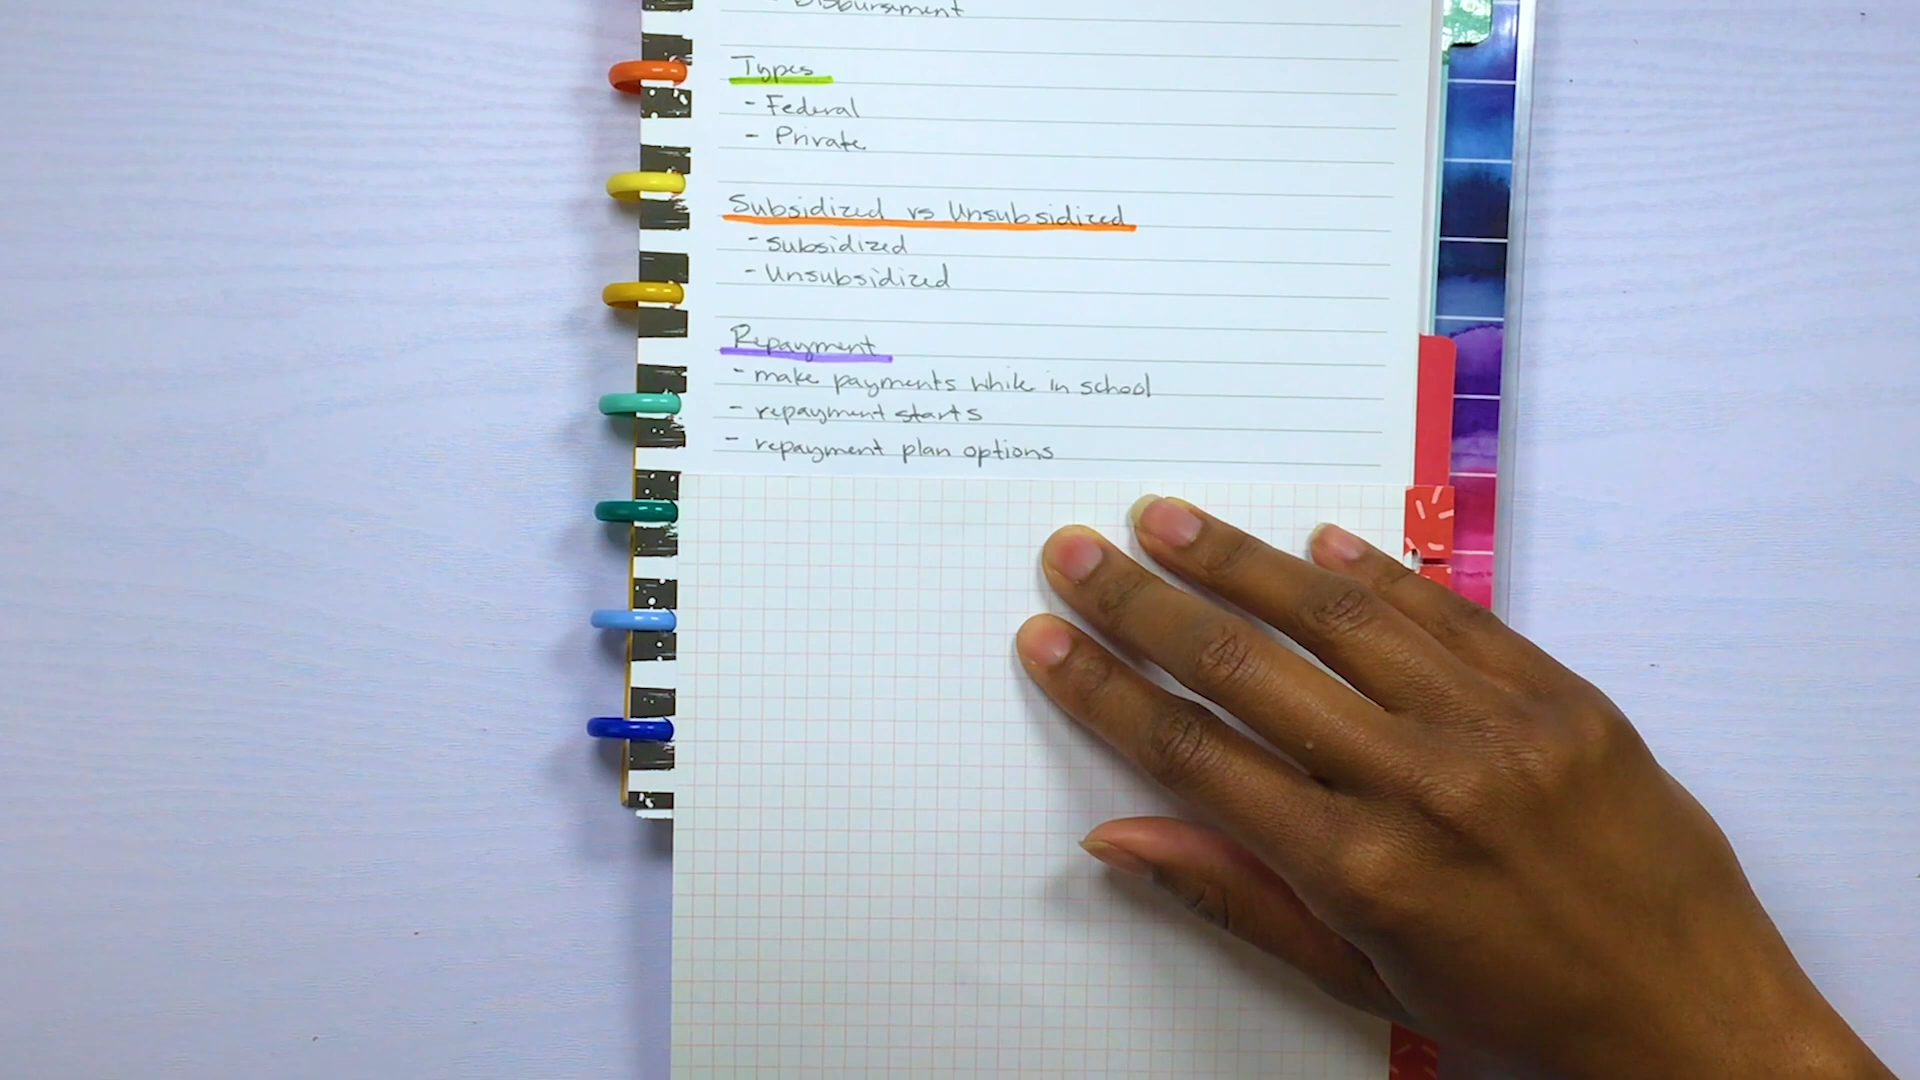 - Disbursement
Types
- Federal
- Private
Subsidized vs Unsubsidized
- subsidized
- Unsubsidized
Repayment
- make payments while in school
- repayment starts
- repayment plan options